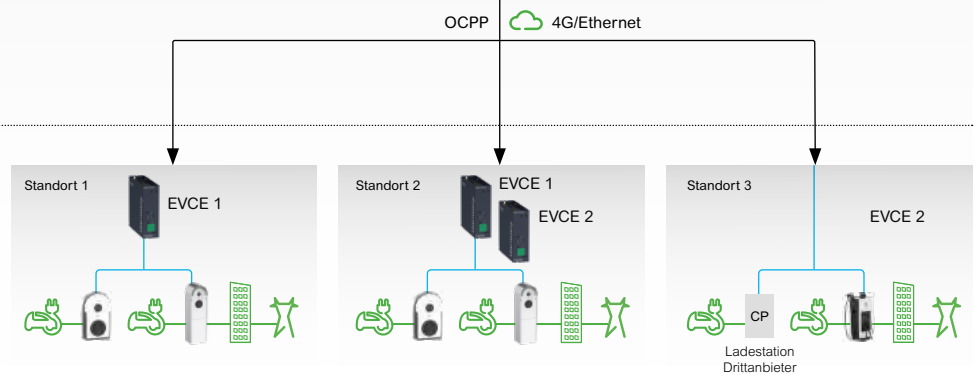 OCPP 4G/Ethernet
Standort 1
EVCE 1
Standort 2
EVCE 1
EVCE 2
Standort 3
EVCE 2
CP
Ladestation
Drittanbieter